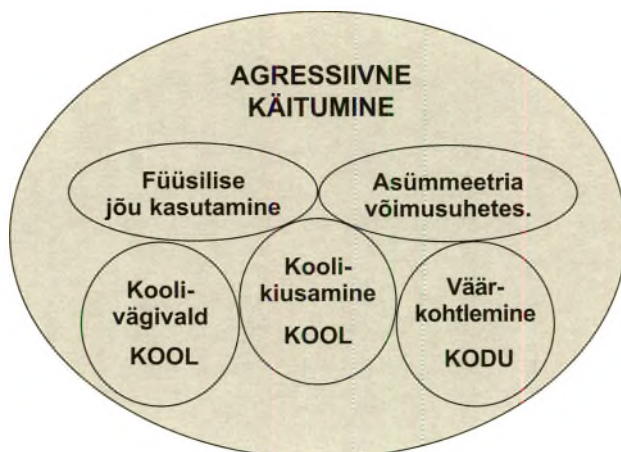 AGRESSIIVNE
KÄITUMINE
Füüsilise
jõu kasutamine
Asümmeetria
võimusuhetes.
Kooli-
vägivald
KOOL
Kooli-
kiusamine
KOOL
Väär-
kohtlemine
KODU